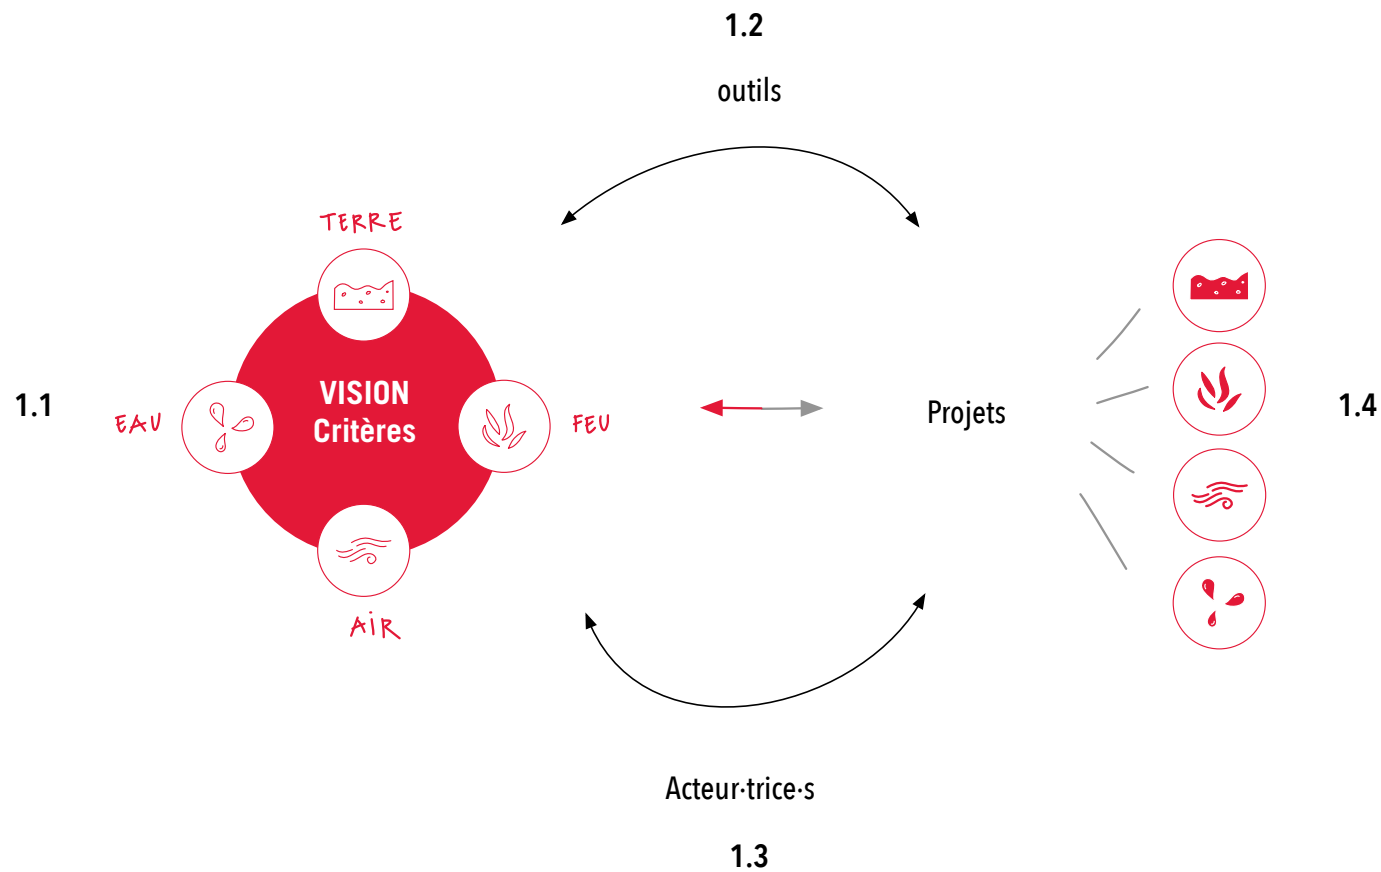 1.2
outils
TERRE
1.1
EAU
VISION
Critères
FEU
AIR
Projets
1.4
Acteur·trice·s
1.3